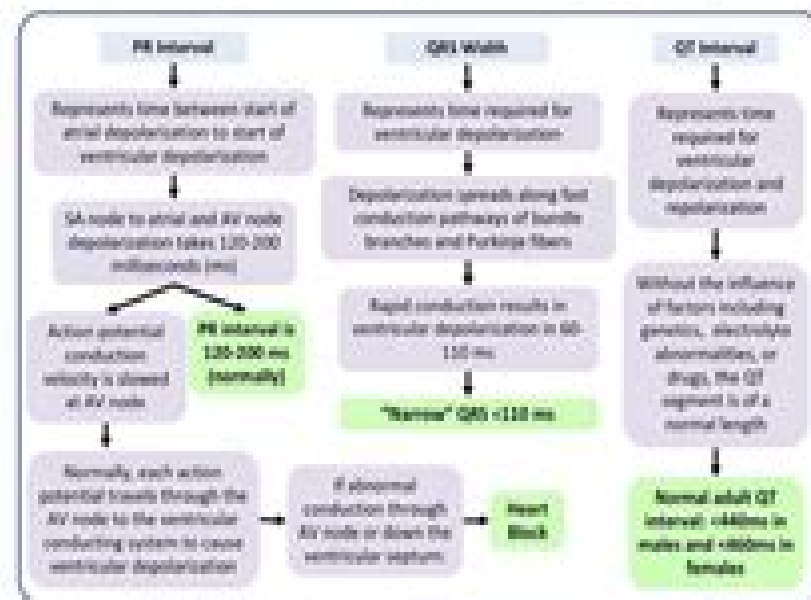 PR Interval
Represents time between start of
atrial depolarization to start of
ventricular depolarization
SA node to atrial and AV node
depolarization takes 120-200
milliseconds (ms)
Action potential
conduction
velocity is slowed
at AV node
PR interval is
120-200 ms
(normally)
Normally, each action
potential travels through the
AV node to the ventricular
conducting system to cause
ventricular depolarization
If abnormal
conduction through
AV node or down the
ventricular septum
Heart
Block
QRS Width
Represents time required for
ventricular depolarization
Depolarization spreads along fast
conduction pathways of bundle
branches and Purkinje fibers
Rapid conduction results in
ventricular depolarization in 60-
110 ms
"Narrow" QRS <110 ms
QT Interval
Represents time
required for
ventricular
depolarization and
repolarization
Without the influence
of factors including
genetics, electrolyte
abnormalities, or
drugs, the QT
segment is of a
normal length
Normal adult QT
interval: <440ms in
males and <460ms in
females